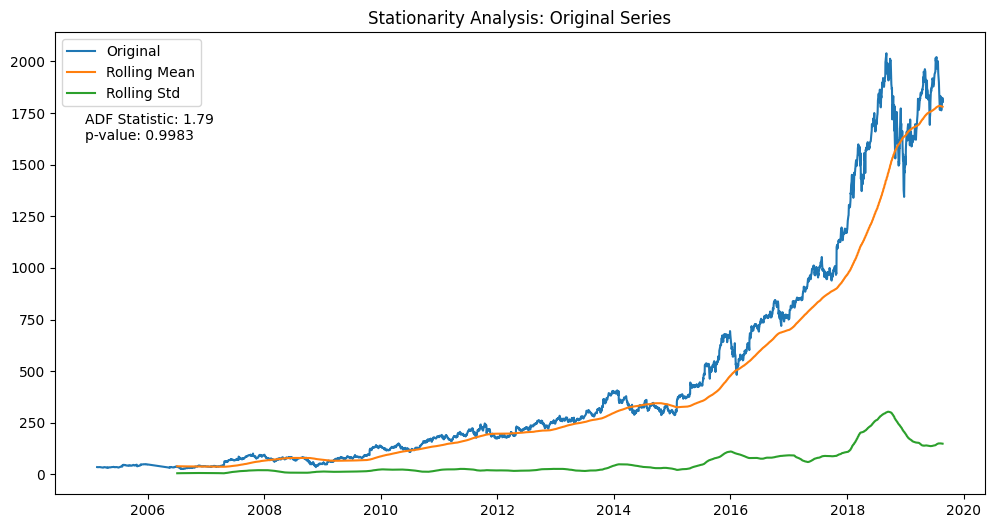 Stationarity Analysis: Original Series
Original
Rolling Mean
Rolling Std
ADF Statistic: 1.79
p-value: 0.9983
2000
1750
1500
1250
1000
750
500
250
0
2006
2008
2010
2012
2014
2016
2018
2020